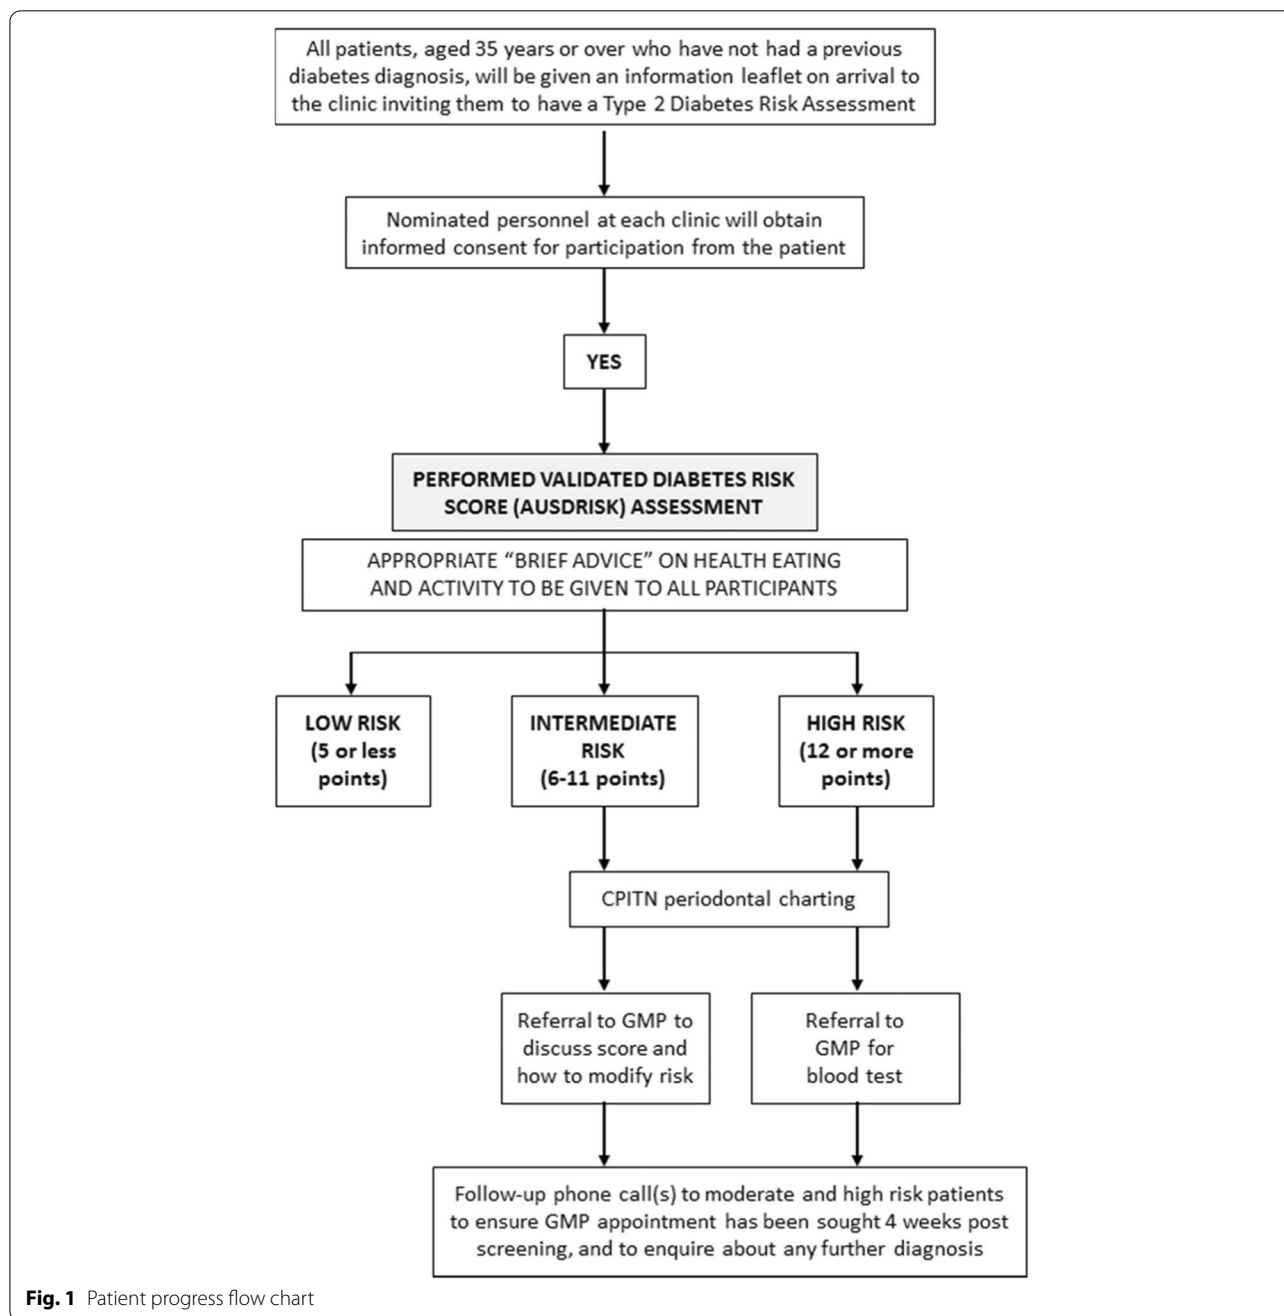 All patients, aged 35 years or over who have not had a previous
diabetes diagnosis, will be given an information leaflet on arrival to
the clinic inviting them to have a Type 2 Diabetes Risk Assessment
Nominated personnel at each clinic will obtain
informed consent for participation from the patient
YES
PERFORMED VALIDATED DIABETES RISK
SCORE (AUSDRISK) ASSESSMENT
APPROPRIATE “BRIEF ADVICE” ON HEALTH EATING
AND ACTIVITY TO BE GIVEN TO ALL PARTICIPANTS
LOW RISK
(5 or less
points)
INTERMEDIATE
RISK
(6-11 points)
HIGH RISK
(12 or more
points)
CPITN periodontal charting
Referral to GMP to
discuss score and
how to modify risk
Referral to
GMP for
blood test
Follow-up phone call(s) to moderate and high risk patients
to ensure GMP appointment has been sought 4 weeks post
screening, and to enquire about any further diagnosis
Fig. 1 Patient progress flow chart